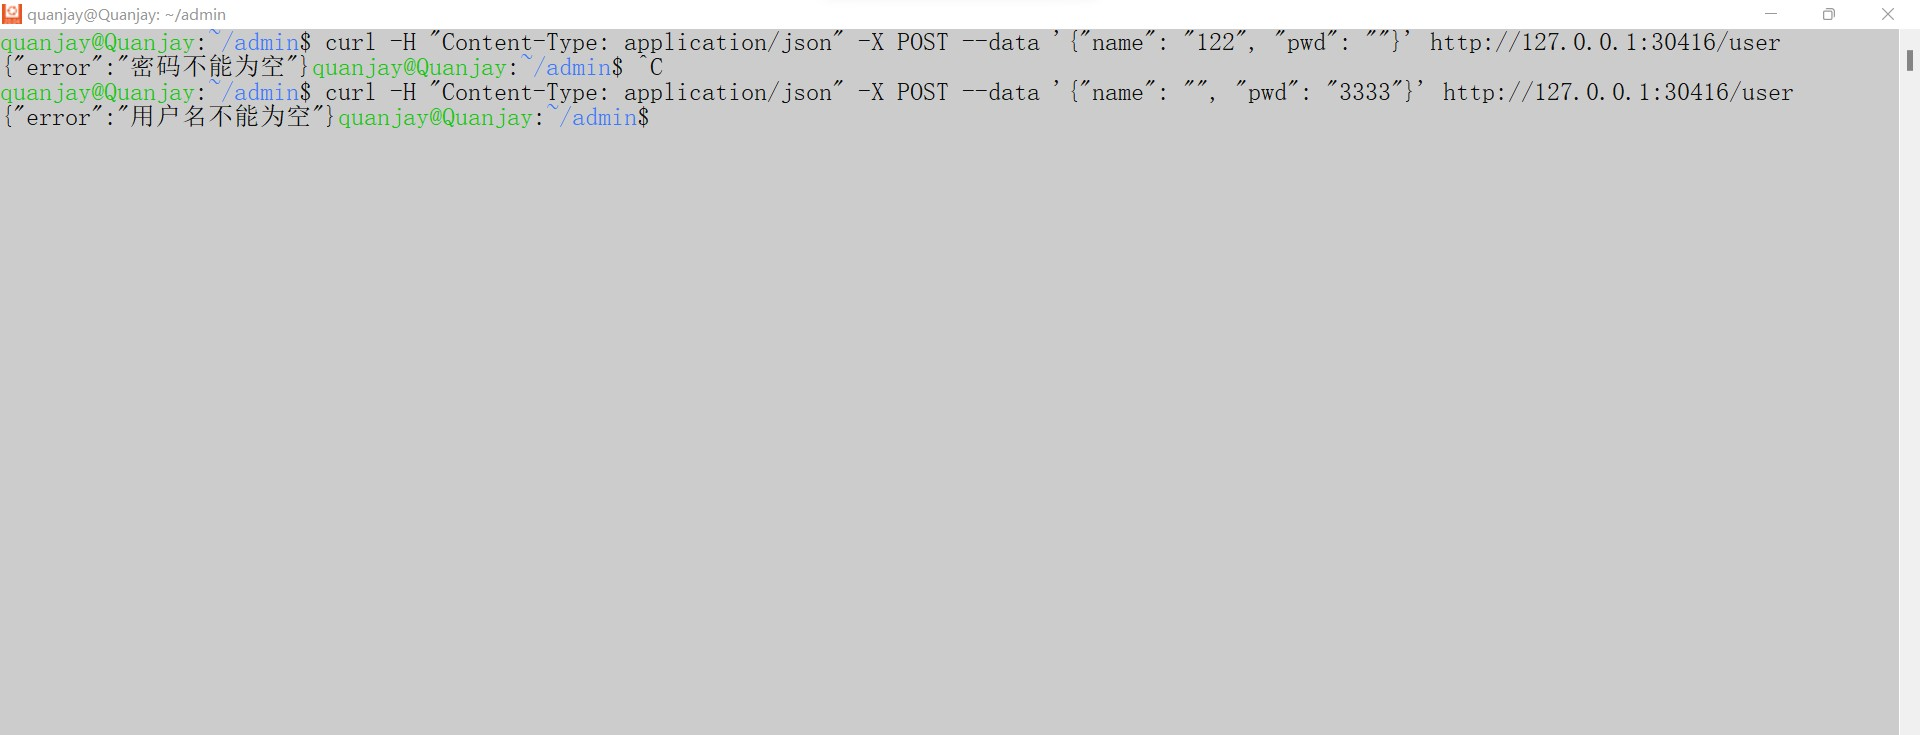 quanjay@Quanjay: ~/admin
quanjay@Quanjay:~/admin$ curl -H "Content-Type: application/json" -X POST --data '{"name": "122", "pwd": ""}' http://127.0.0.1:30416/user
{"error":"密码不能为空"}quanjay@Quanjay:~/admin$ ^C
quanjay@Quanjay:~/admin$ curl -H "Content-Type: application/json" -X POST --data '{"name": "", "pwd": "3333"}' http://127.0.0.1:30416/user
{"error":"用户名不能为空"}quanjay@Quanjay:~/admin$